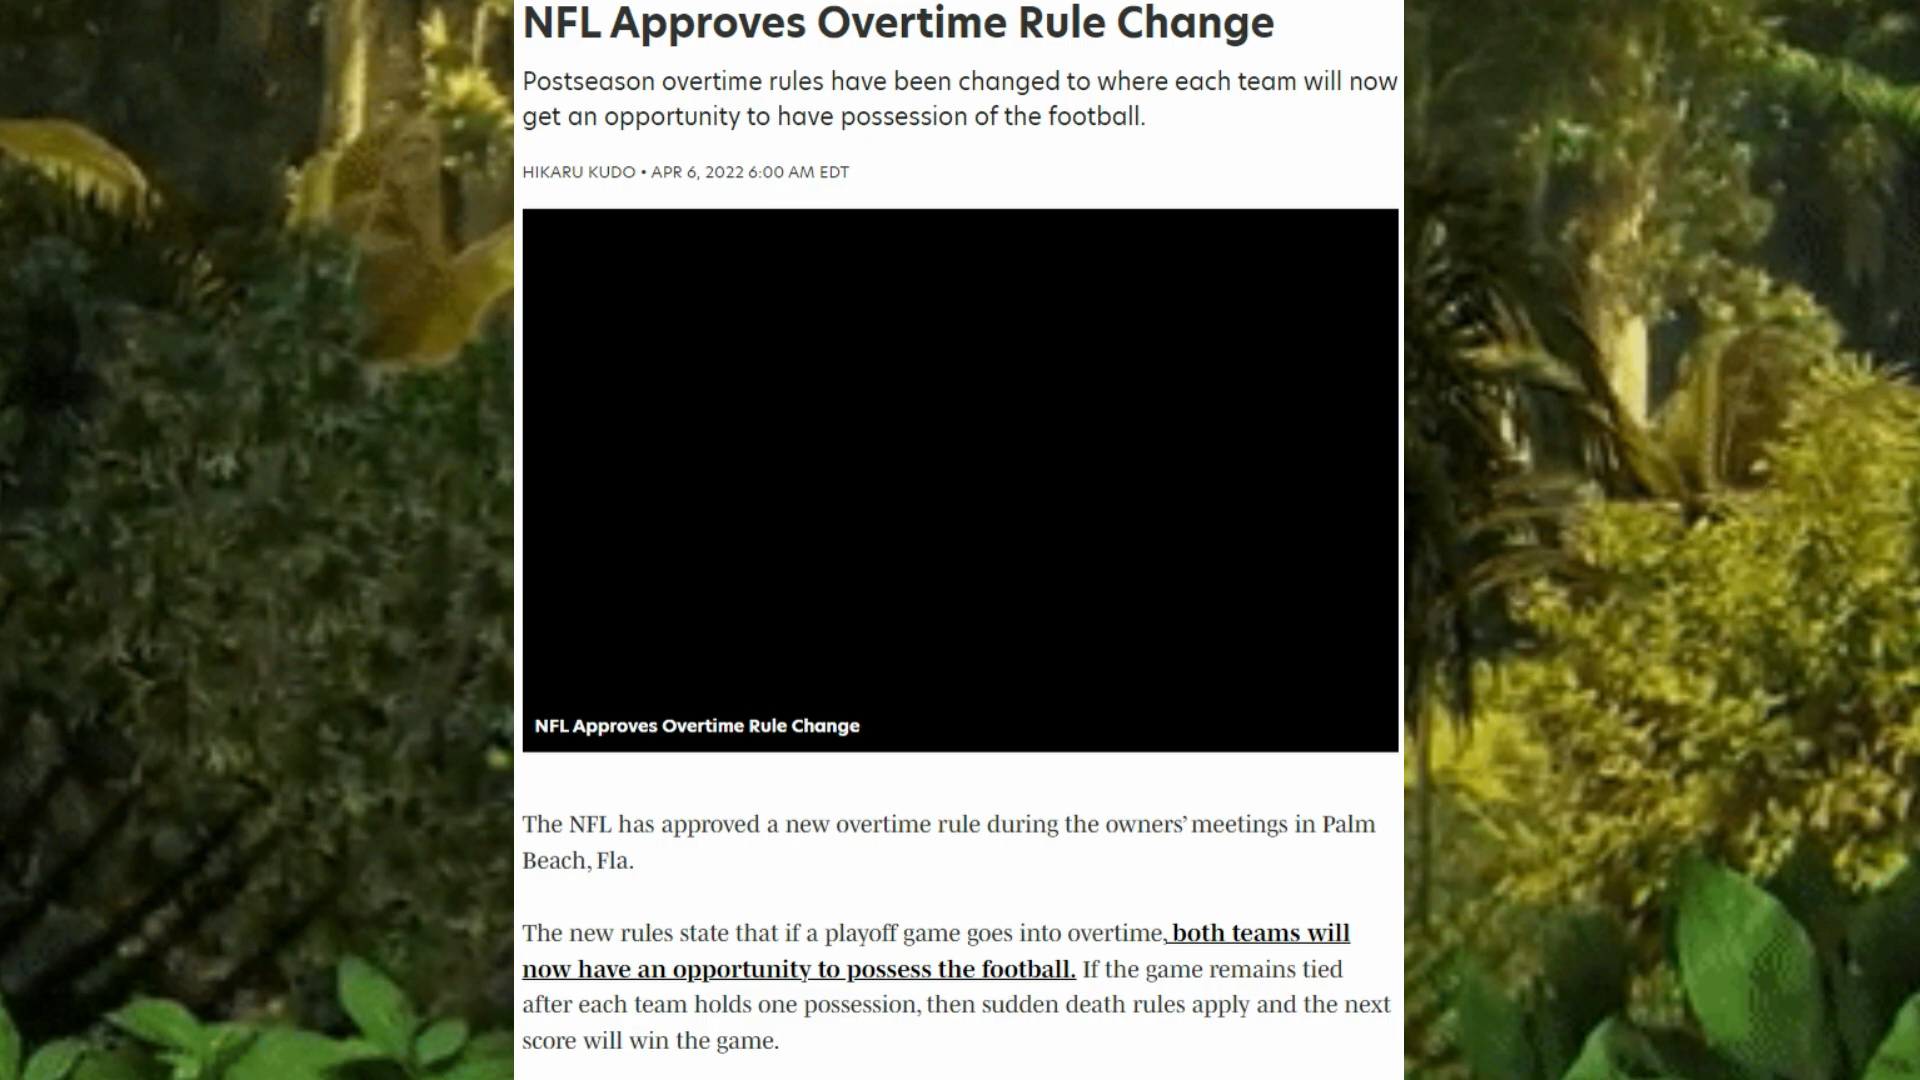 NFL Approves Overtime Rule Change
Postseason overtime rules have been changed to where each team will now
get an opportunity to have possession of the football.
HIKARU KUDO • APR 6, 2022 6:00 AM EDT
NFL Approves Overtime Rule Change
The NFL has approved a new overtime rule during the owners’ meetings in Palm
Beach, Fla.
The new rules state that if a playoff game goes into overtime, both teams will
now have an opportunity to possess the football. If the game remains tied
after each team holds one possession, then sudden death rules apply and the next
score will win the game.